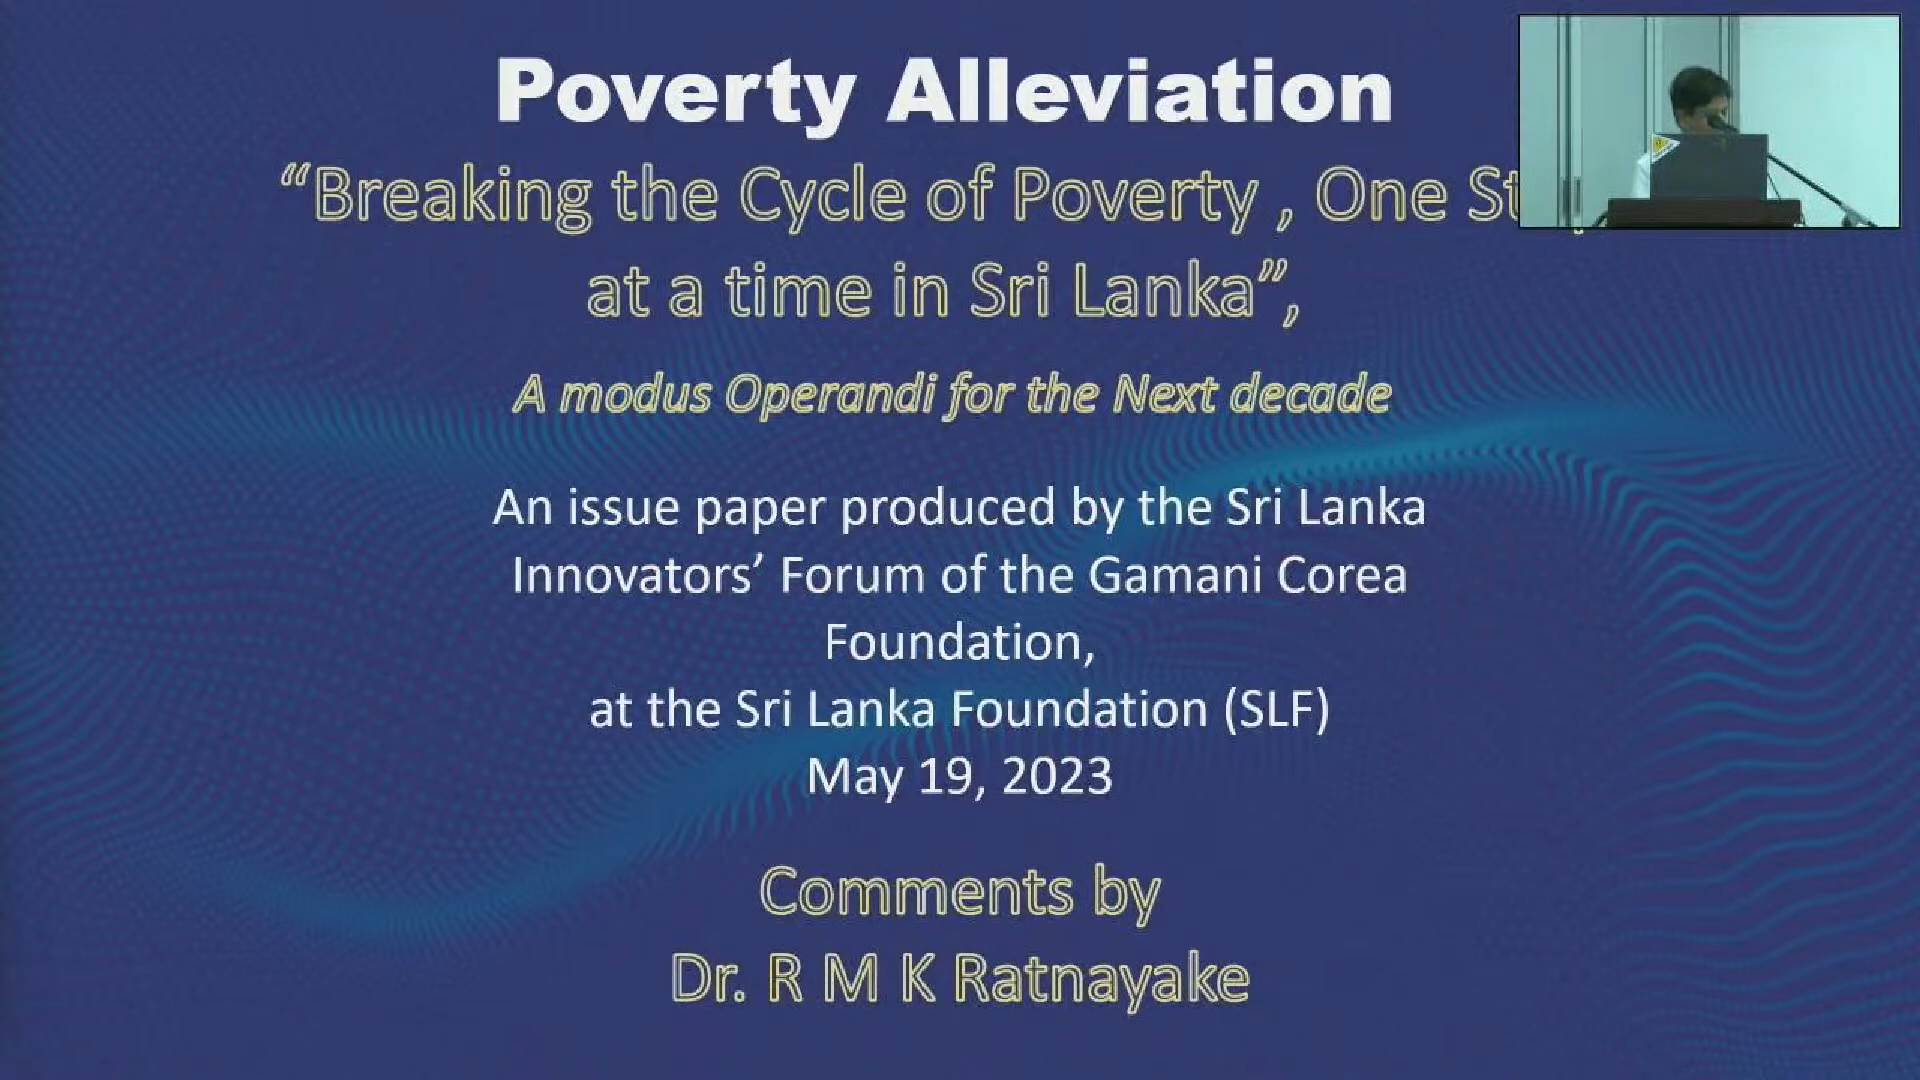 Poverty Alleviation
“Breaking the Cycle of Poverty , One
at a time in Sri Lanka”,
A modus Operandi for the Next decade
An issue paper produced by the Sri Lanka
Innovators’ Forum of the Gamani Corea
Foundation,
at the Sri Lanka Foundation (SLF)
May 19, 2023
Comments by
Dr. R M K Ratnayake